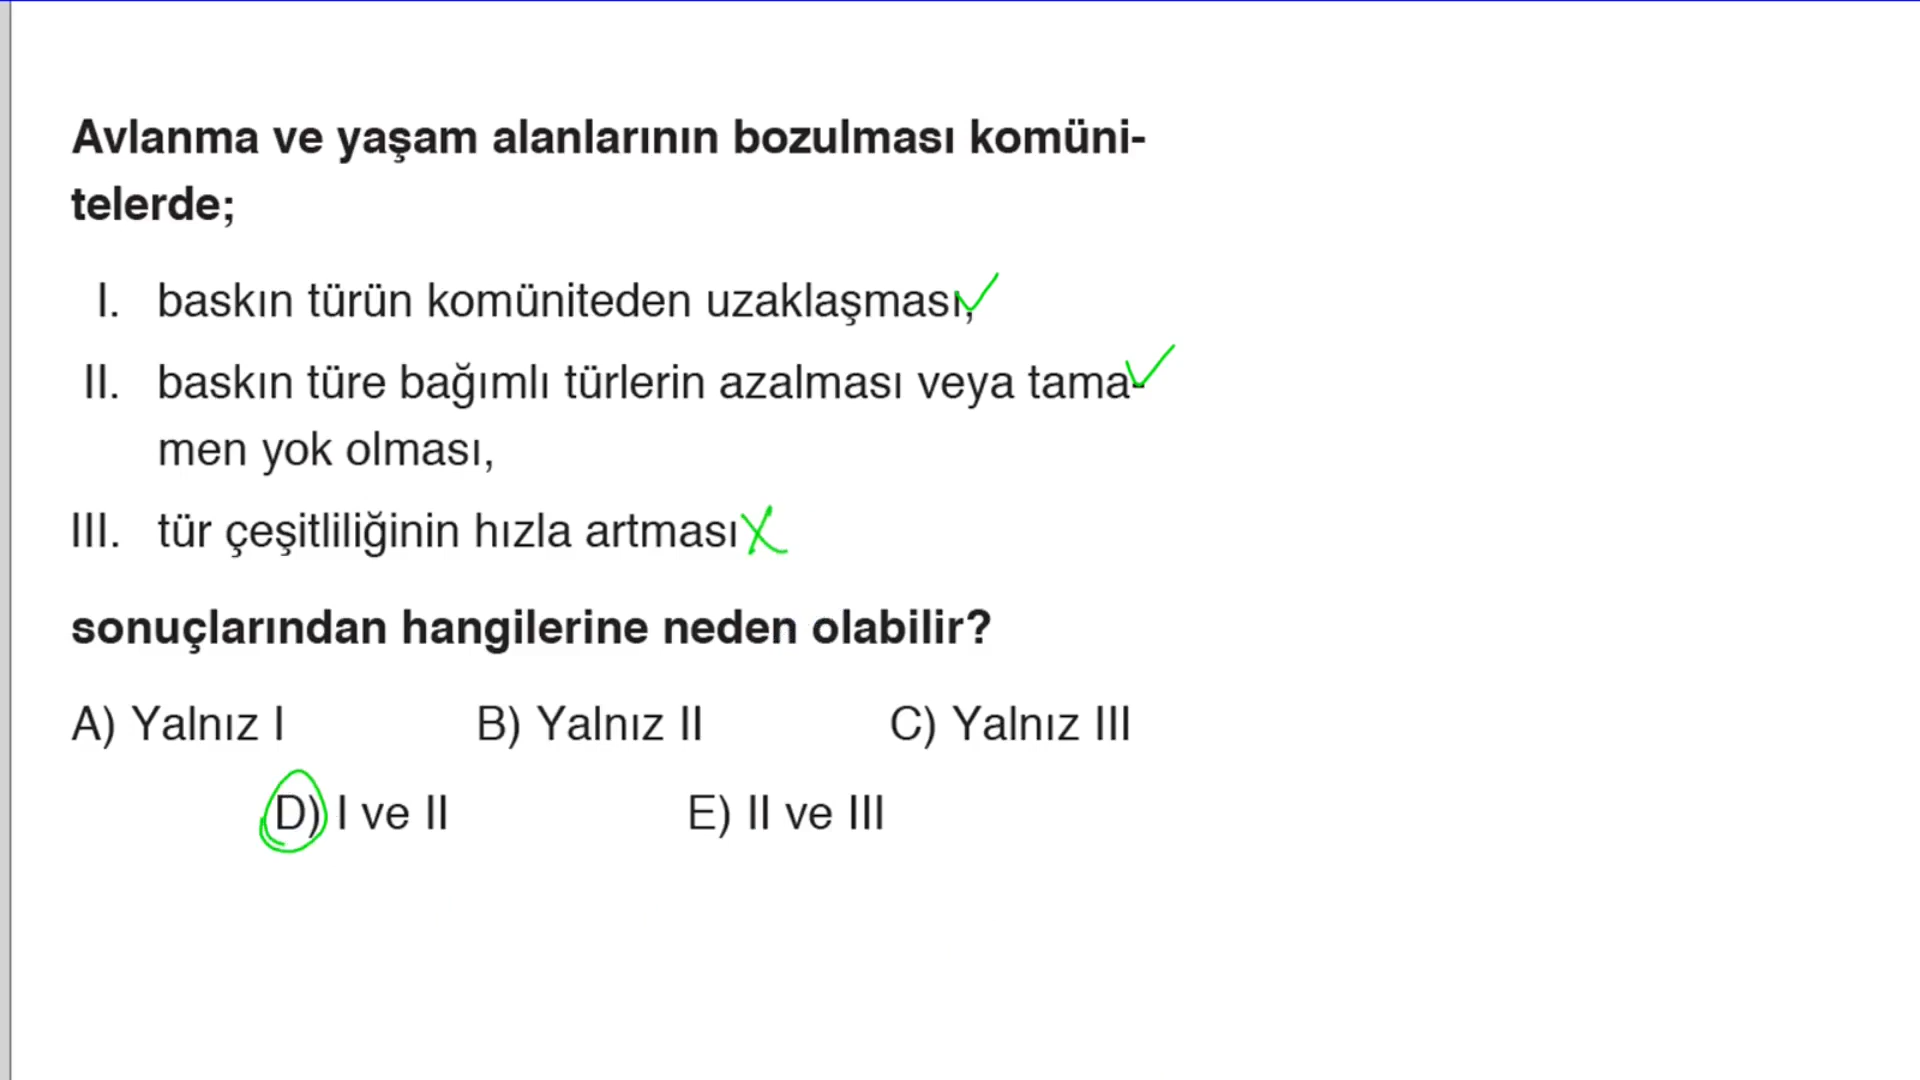 Avlanma ve yaşam alanlarının bozulması komüni-
telerde;
I. baskın türün komüniteden uzaklaşması,
II. baskın türe bağımlı türlerin azalması veya tama-
men yok olması,
III. tür çeşitliliğinin hızla artması
sonuçlarından hangilerine neden olabilir?
A) Yalnız I B) Yalnız II C) Yalnız III
D) I ve II E) II ve III